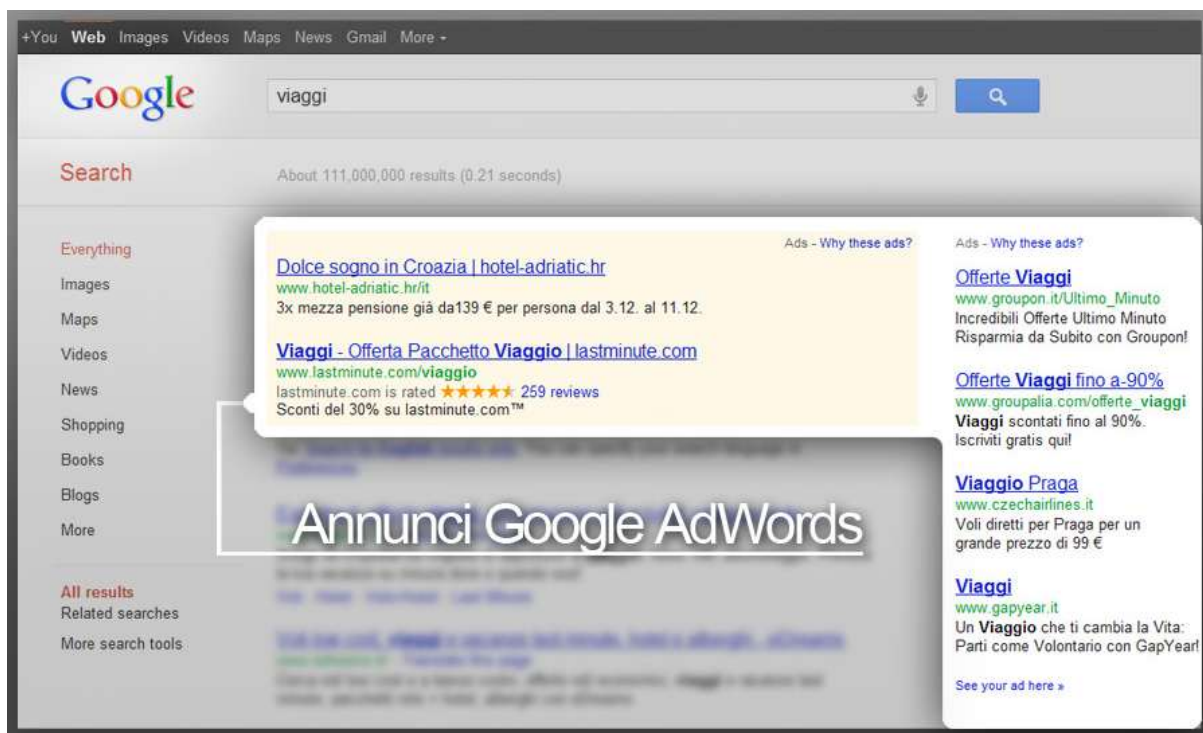 +You Web Images Videos Maps News Gmail More
Google
viaggi
Search
About 111,000,000 results (0.21 seconds)
Everything
Images
Maps
Videos
News
Shopping
Books
Blogs
More
All results
Related searches
More search tools
Ads - Why these ads?
Dolce sogno in Croazia | hotel-adriatic.hr
www.hotel-adriatic.hr/it
3x mezza pensione già da139 € per persona dal 3.12. al 11.12.
Viaggi - Offerta Pacchetto Viaggio | lastminute.com
www.lastminute.com/viaggio
lastminute.com is rated ★★★★★ 259 reviews
Sconti del 30% su lastminute.com™
Annunci Google AdWords
Ads - Why these ads?
Offerte Viaggi
www.groupon.it/Ultimo_Minuto
Incredibili Offerte Ultimo Minuto
Risparmia da Subito con Groupon!
Offerte Viaggi fino a-90%
www.groupalia.com/offerte_viaggi
Viaggi scontati fino al 90%.
Iscriviti gratis qui!
Viaggio Praga
www.czechairlines.it
Voli diretti per Praga per un
grande prezzo di 99 €
Viaggi
www.gapyear.it
Un Viaggio che ti cambia la Vita:
Parti come Volontario con GapYear!
See your ad here »